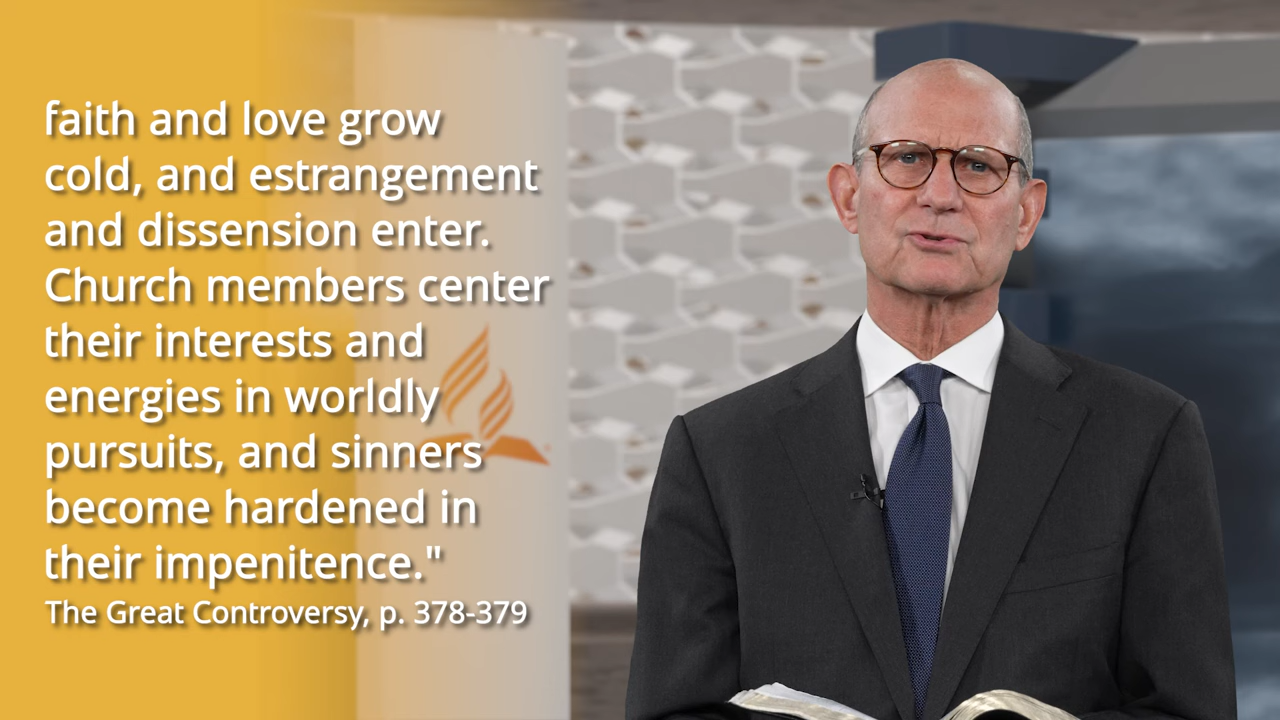 faith and love grow
cold, and estrangement
and dissension enter.
Church members center
their interests and
energies in worldly
pursuits, and sinners
become hardened in
their impenitence."
The Great Controversy, p. 378-379